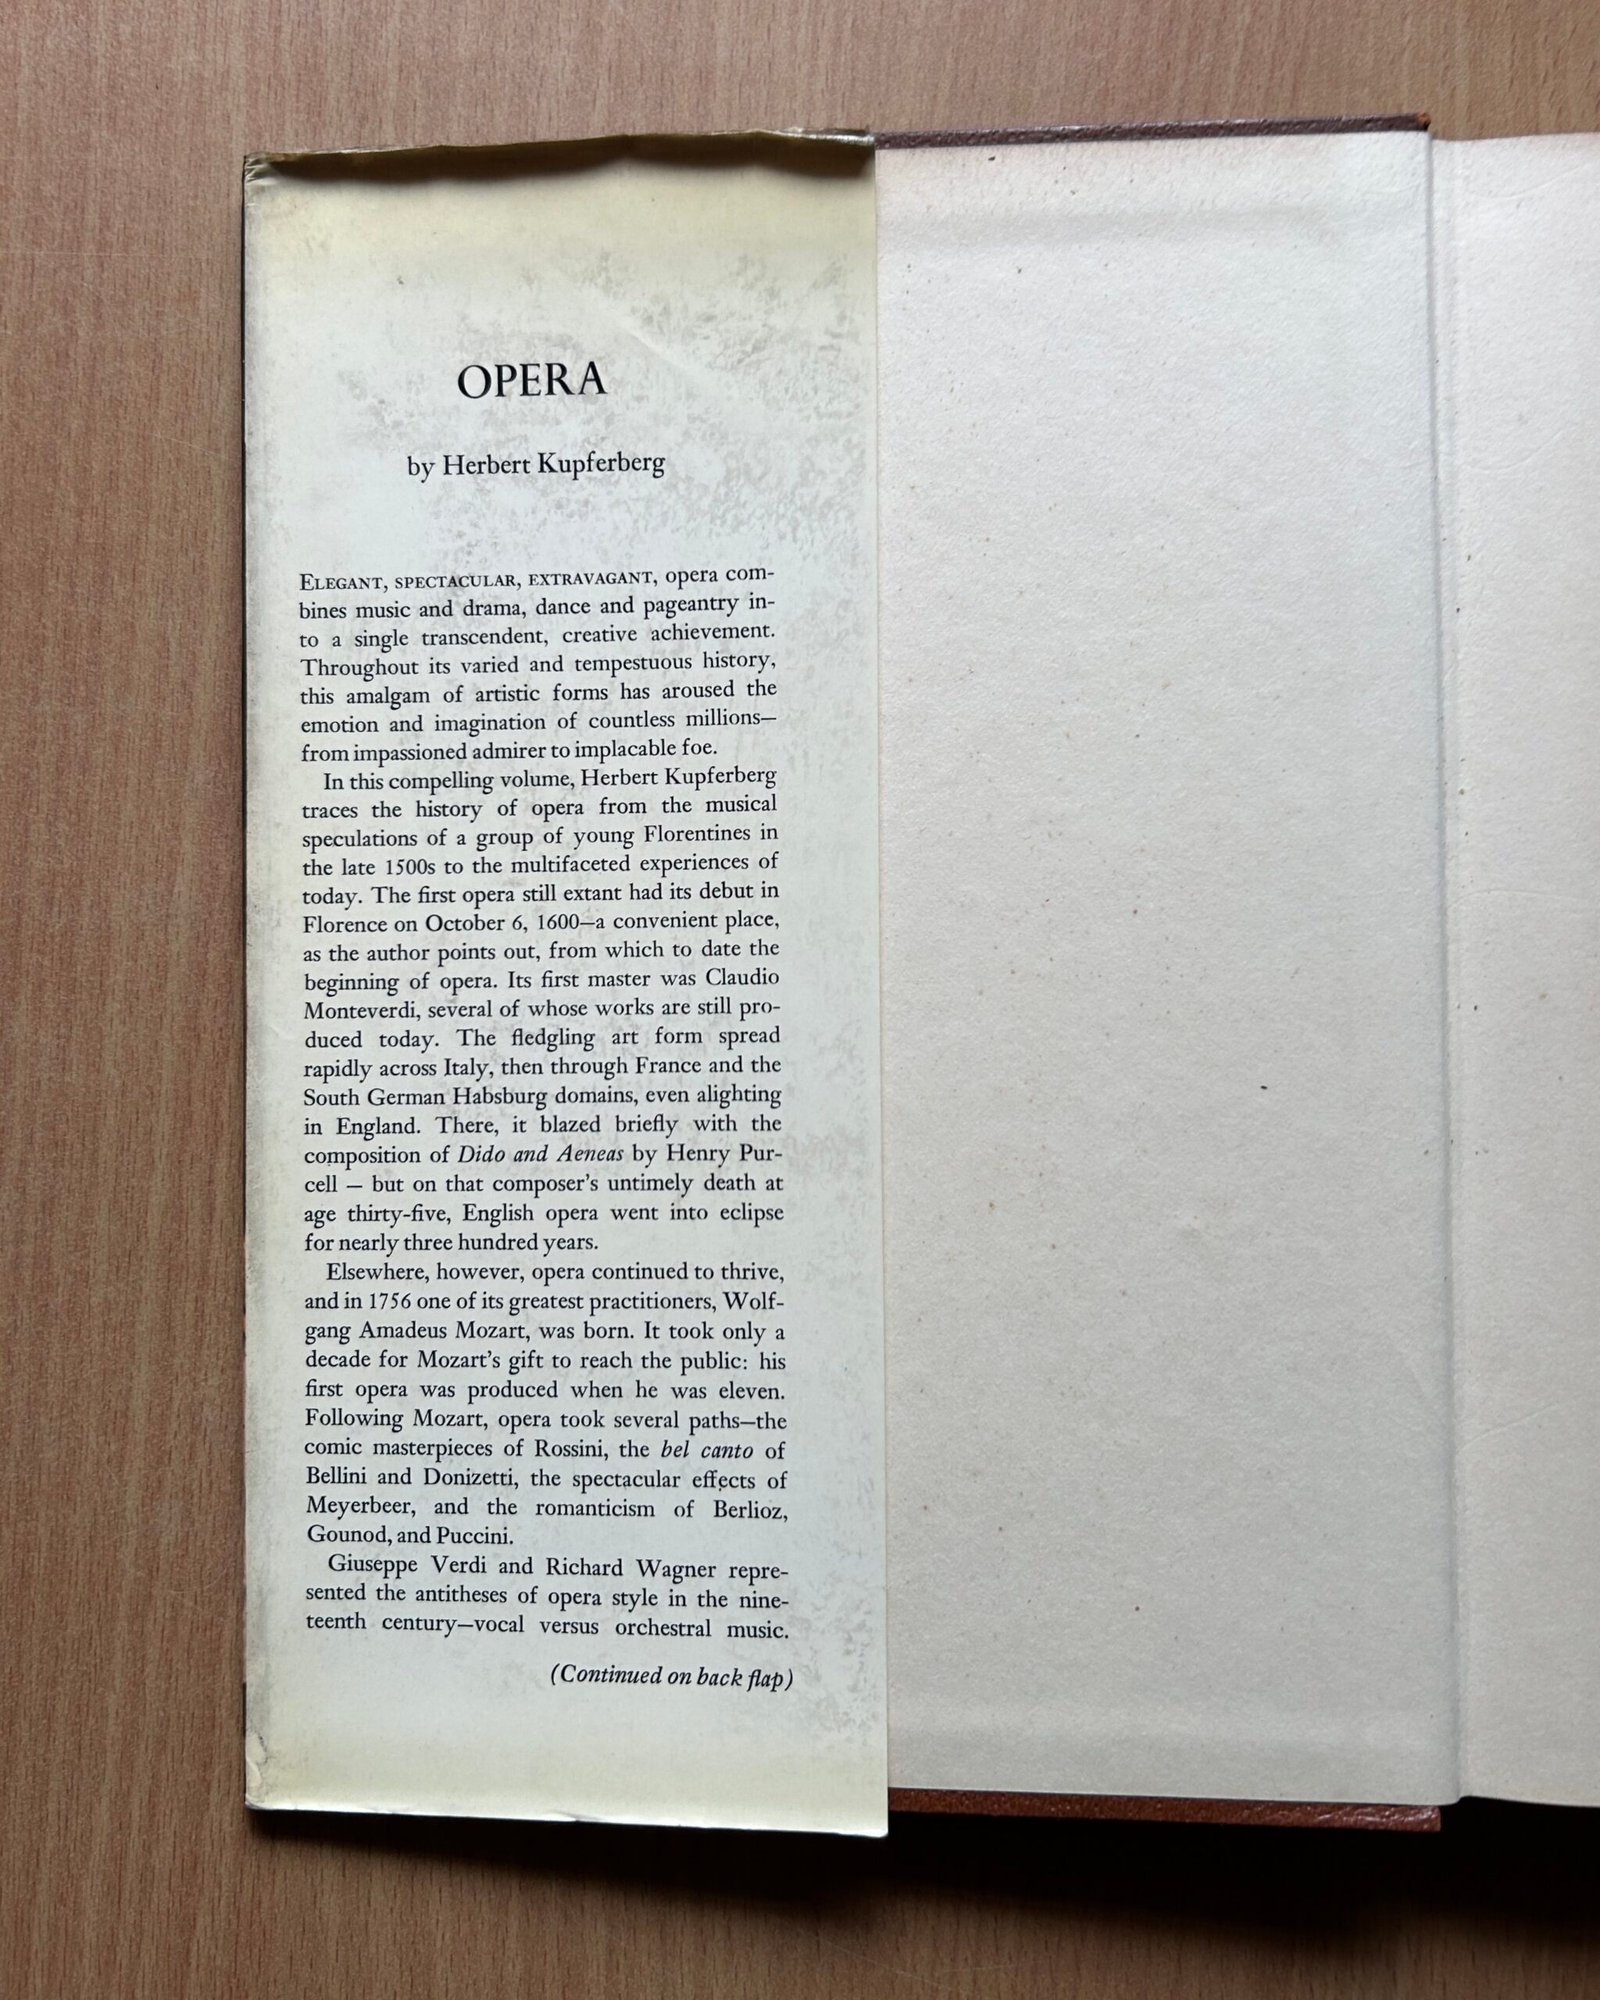 OPERA
by Herbert Kupferberg
ELEGANT, SPECTACULAR, EXTRAVAGANT, opera com-
bines music and drama, dance and pageantry in-
to a single transcendent, creative achievement.
Throughout its varied and tempestuous history,
this amalgam of artistic forms has aroused the
emotion and imagination of countless millions—
from impassioned admirer to implacable foe.
In this compelling volume, Herbert Kupferberg
traces the history of opera from the musical
speculations of a group of young Florentines in
the late 1500s to the multifaceted experiences of
today. The first opera still extant had its debut in
Florence on October 6, 1600—a convenient place,
as the author points out, from which to date the
beginning of opera. Its first master was Claudio
Monteverdi, several of whose works are still pro-
duced today. The fledgling art form spread
rapidly across Italy, then through France and the
South German Habsburg domains, even alighting
in England. There, it blazed briefly with the
composition of Dido and Aeneas by Henry Pur-
cell — but on that composer's untimely death at
age thirty-five, English opera went into eclipse
for nearly three hundred years.
Elsewhere, however, opera continued to thrive,
and in 1756 one of its greatest practitioners, Wolf-
gang Amadeus Mozart, was born. It took only a
decade for Mozart's gift to reach the public: his
first opera was produced when he was eleven.
Following Mozart, opera took several paths—the
comic masterpieces of Rossini, the bel canto of
Bellini and Donizetti, the spectacular effects of
Meyerbeer, and the romanticism of Berlioz,
Gounod, and Puccini.
Giuseppe Verdi and Richard Wagner repre-
sented the antitheses of opera style in the nine-
teenth century—vocal versus orchestral music.
(Continued on back flap)